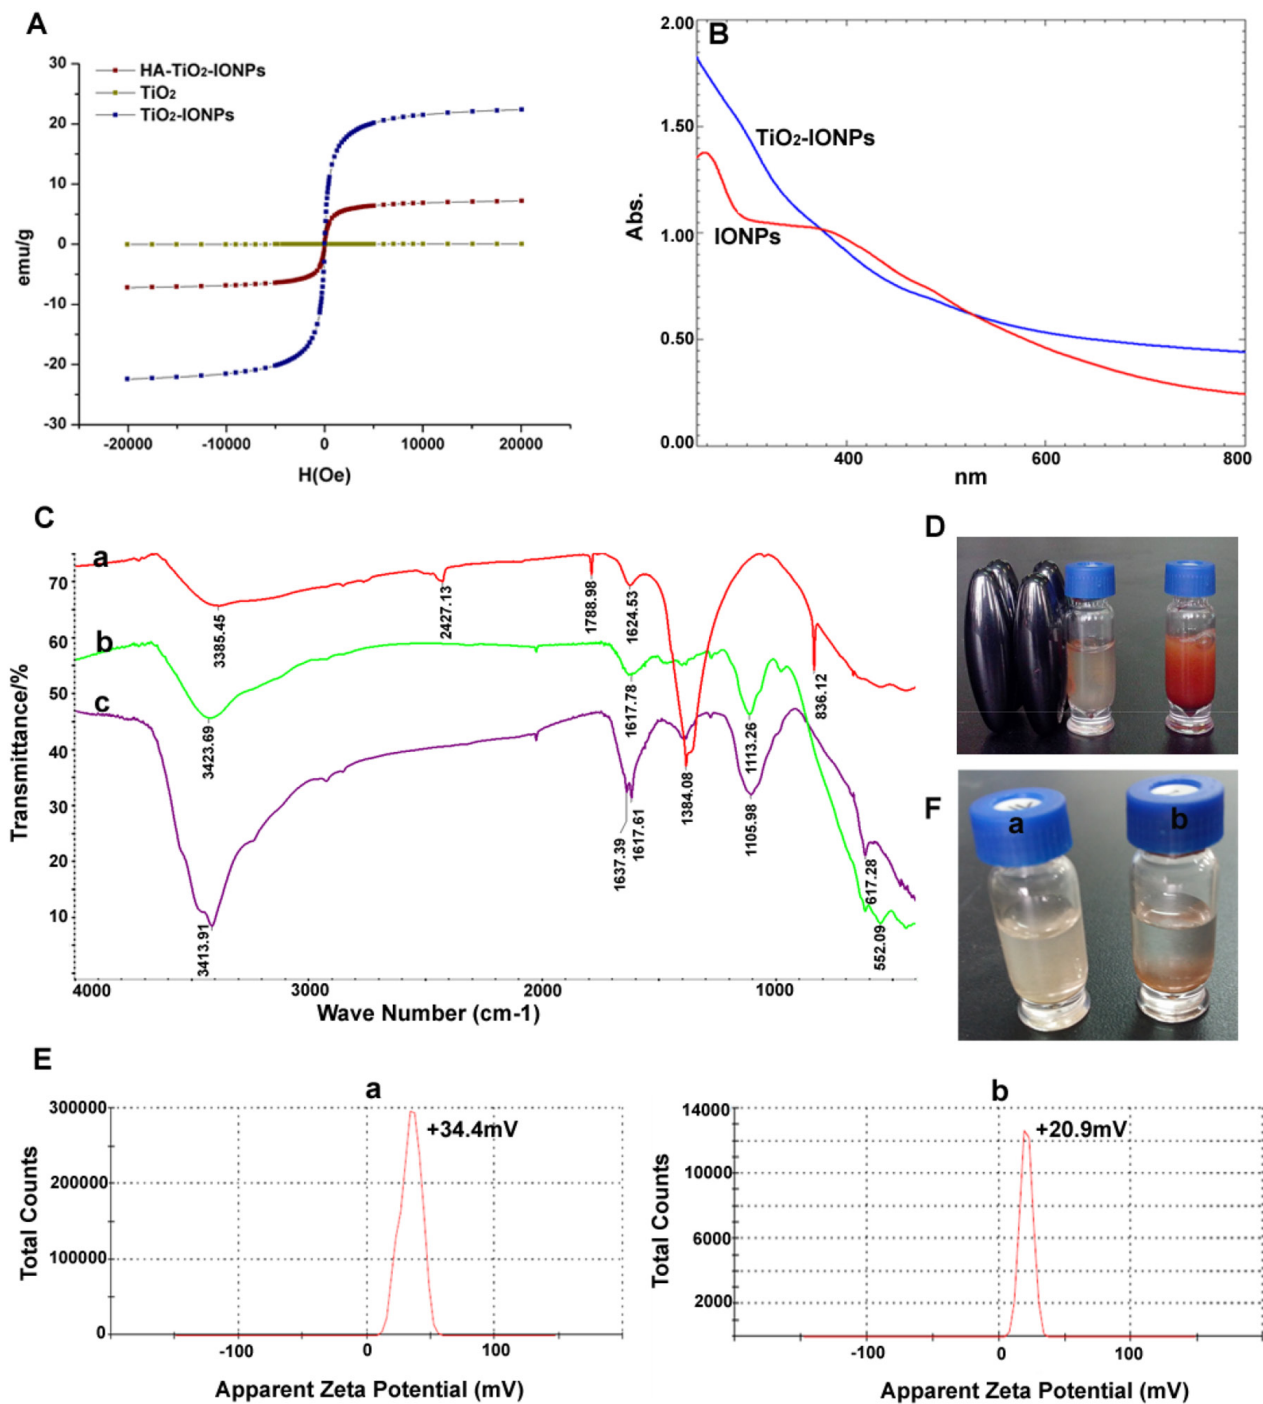 A
30
20
10
0
-10
-20
-30
emu/g
HA-TiO2-IONPs
TiO2
TiO2-IONPs
-20000
-10000
0
10000
20000
H(Oe)
B
2.00
1.50
1.00
0.50
0.00
Abs.
TiO2-IONPs
IONPs
400
600
800
nm
C
a
b
c
70
60
50
40
30
20
10
Transmittance/%
3385.45
2427.13
1788.98
1624.53
1384.08
836.12
3423.69
1617.78
1113.26
552.09
3413.91
1637.39
1617.61
1105.98
617.28
4000
3000
2000
1000
Wave Number (cm-1)
D
F
a
b
E
a
300000
200000
100000
0
Total Counts
+34.4mV
-100
0
100
Apparent Zeta Potential (mV)
b
14000
10000
6000
2000
Total Counts
+20.9mV
-100
0
100
Apparent Zeta Potential (mV)